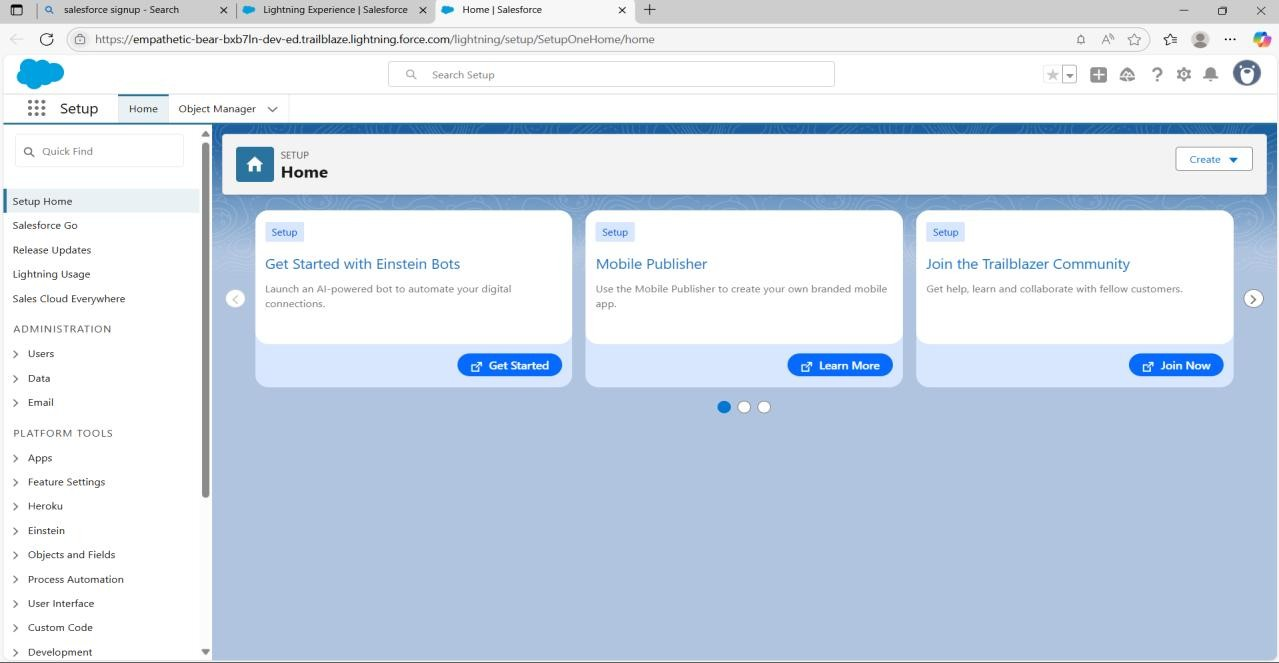 salesforce signup - Search
Lightning Experience | Salesforce
Home | Salesforce
https://empathetic-bear-bxb7ln-dev-ed.trailblaze.lightning.force.com/lightning/setup/SetupOneHome/home
Search Setup
Setup
Home
Object Manager
Quick Find
Setup Home
Salesforce Go
Release Updates
Lightning Usage
Sales Cloud Everywhere
ADMINISTRATION
Users
Data
Email
PLATFORM TOOLS
Apps
Feature Settings
Heroku
Einstein
Objects and Fields
Process Automation
User Interface
Custom Code
Development
SETUP
Home
Create
Setup
Get Started with Einstein Bots
Launch an AI-powered bot to automate your digital
connections.
Get Started
Setup
Mobile Publisher
Use the Mobile Publisher to create your own branded mobile
app.
Learn More
Setup
Join the Trailblazer Community
Get help, learn and collaborate with fellow customers.
Join Now